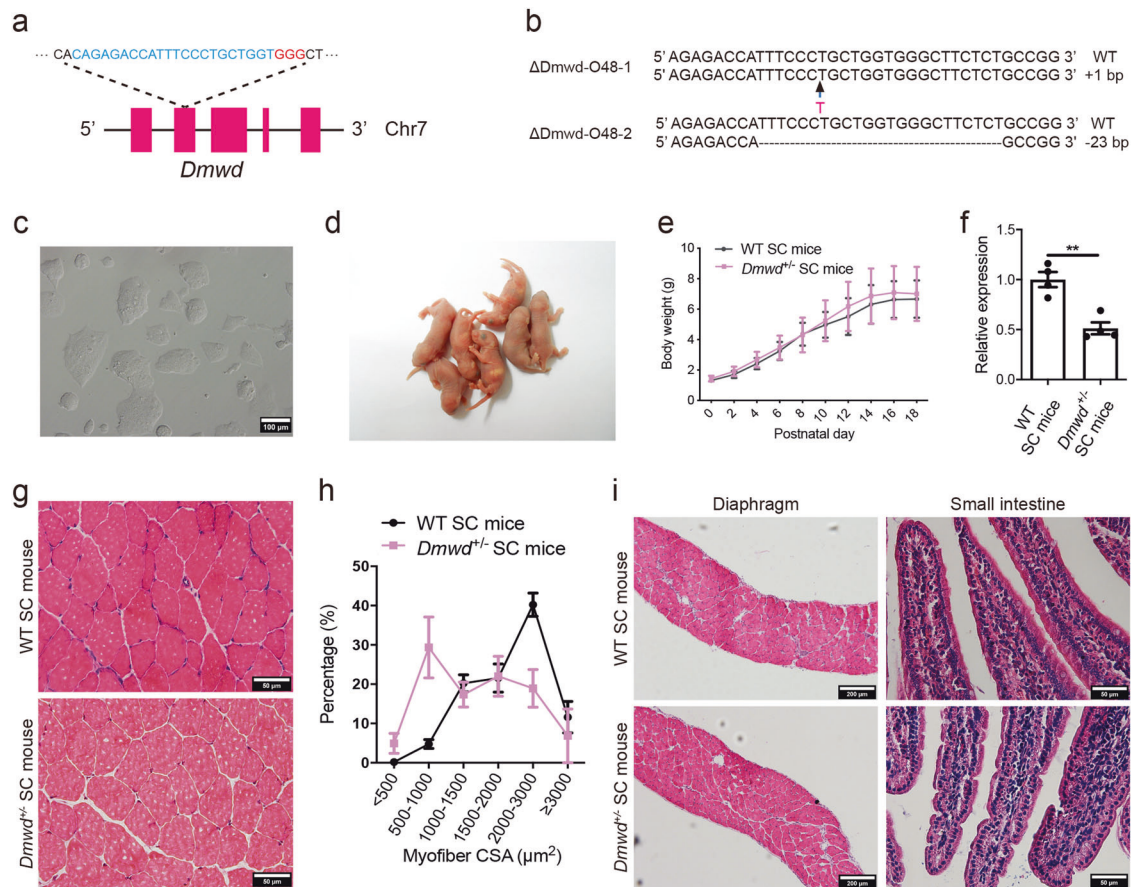 a
··· CACAGAGACCATTTCCCTGCTGGTGGGCT ···
5’ 3’ Chr7
Dmwd
b
ΔDmwd-O48-1
5’ AGAGACCATTTCCCTGCTGGTGGGCTTCTCTGCCGG 3’ WT
5’ AGAGACCATTTCCCTGCTGGTGGGCTTCTCTGCCGG 3’ +1 bp
T
ΔDmwd-O48-2
5’ AGAGACCATTTCCCTGCTGGTGGGCTTCTCTGCCGG 3’ WT
5’ AGAGACCA-----------------------GCCGG 3’ -23 bp
c
100 µm
d
e
WT SC mice
Dmwd+/- SC mice
Body weight (g)
10
8
6
4
2
0
0 2 4 6 8 10 12 14 16 18
Postnatal day
f
Relative expression
1.5
1.0
0.5
0.0
**
WT SC mice
Dmwd+/- SC mice
g
WT SC mouse
50 µm
Dmwd+/- SC mouse
50 µm
h
WT SC mice
Dmwd+/- SC mice
Percentage (%)
50
40
30
20
10
0
<500 500-1000 1000-1500 1500-2000 2000-3000 ≥3000
Myofiber CSA (µm²)
i
Diaphragm Small intestine
WT SC mouse
200 µm
50 µm
Dmwd+/- SC mouse
200 µm
50 µm